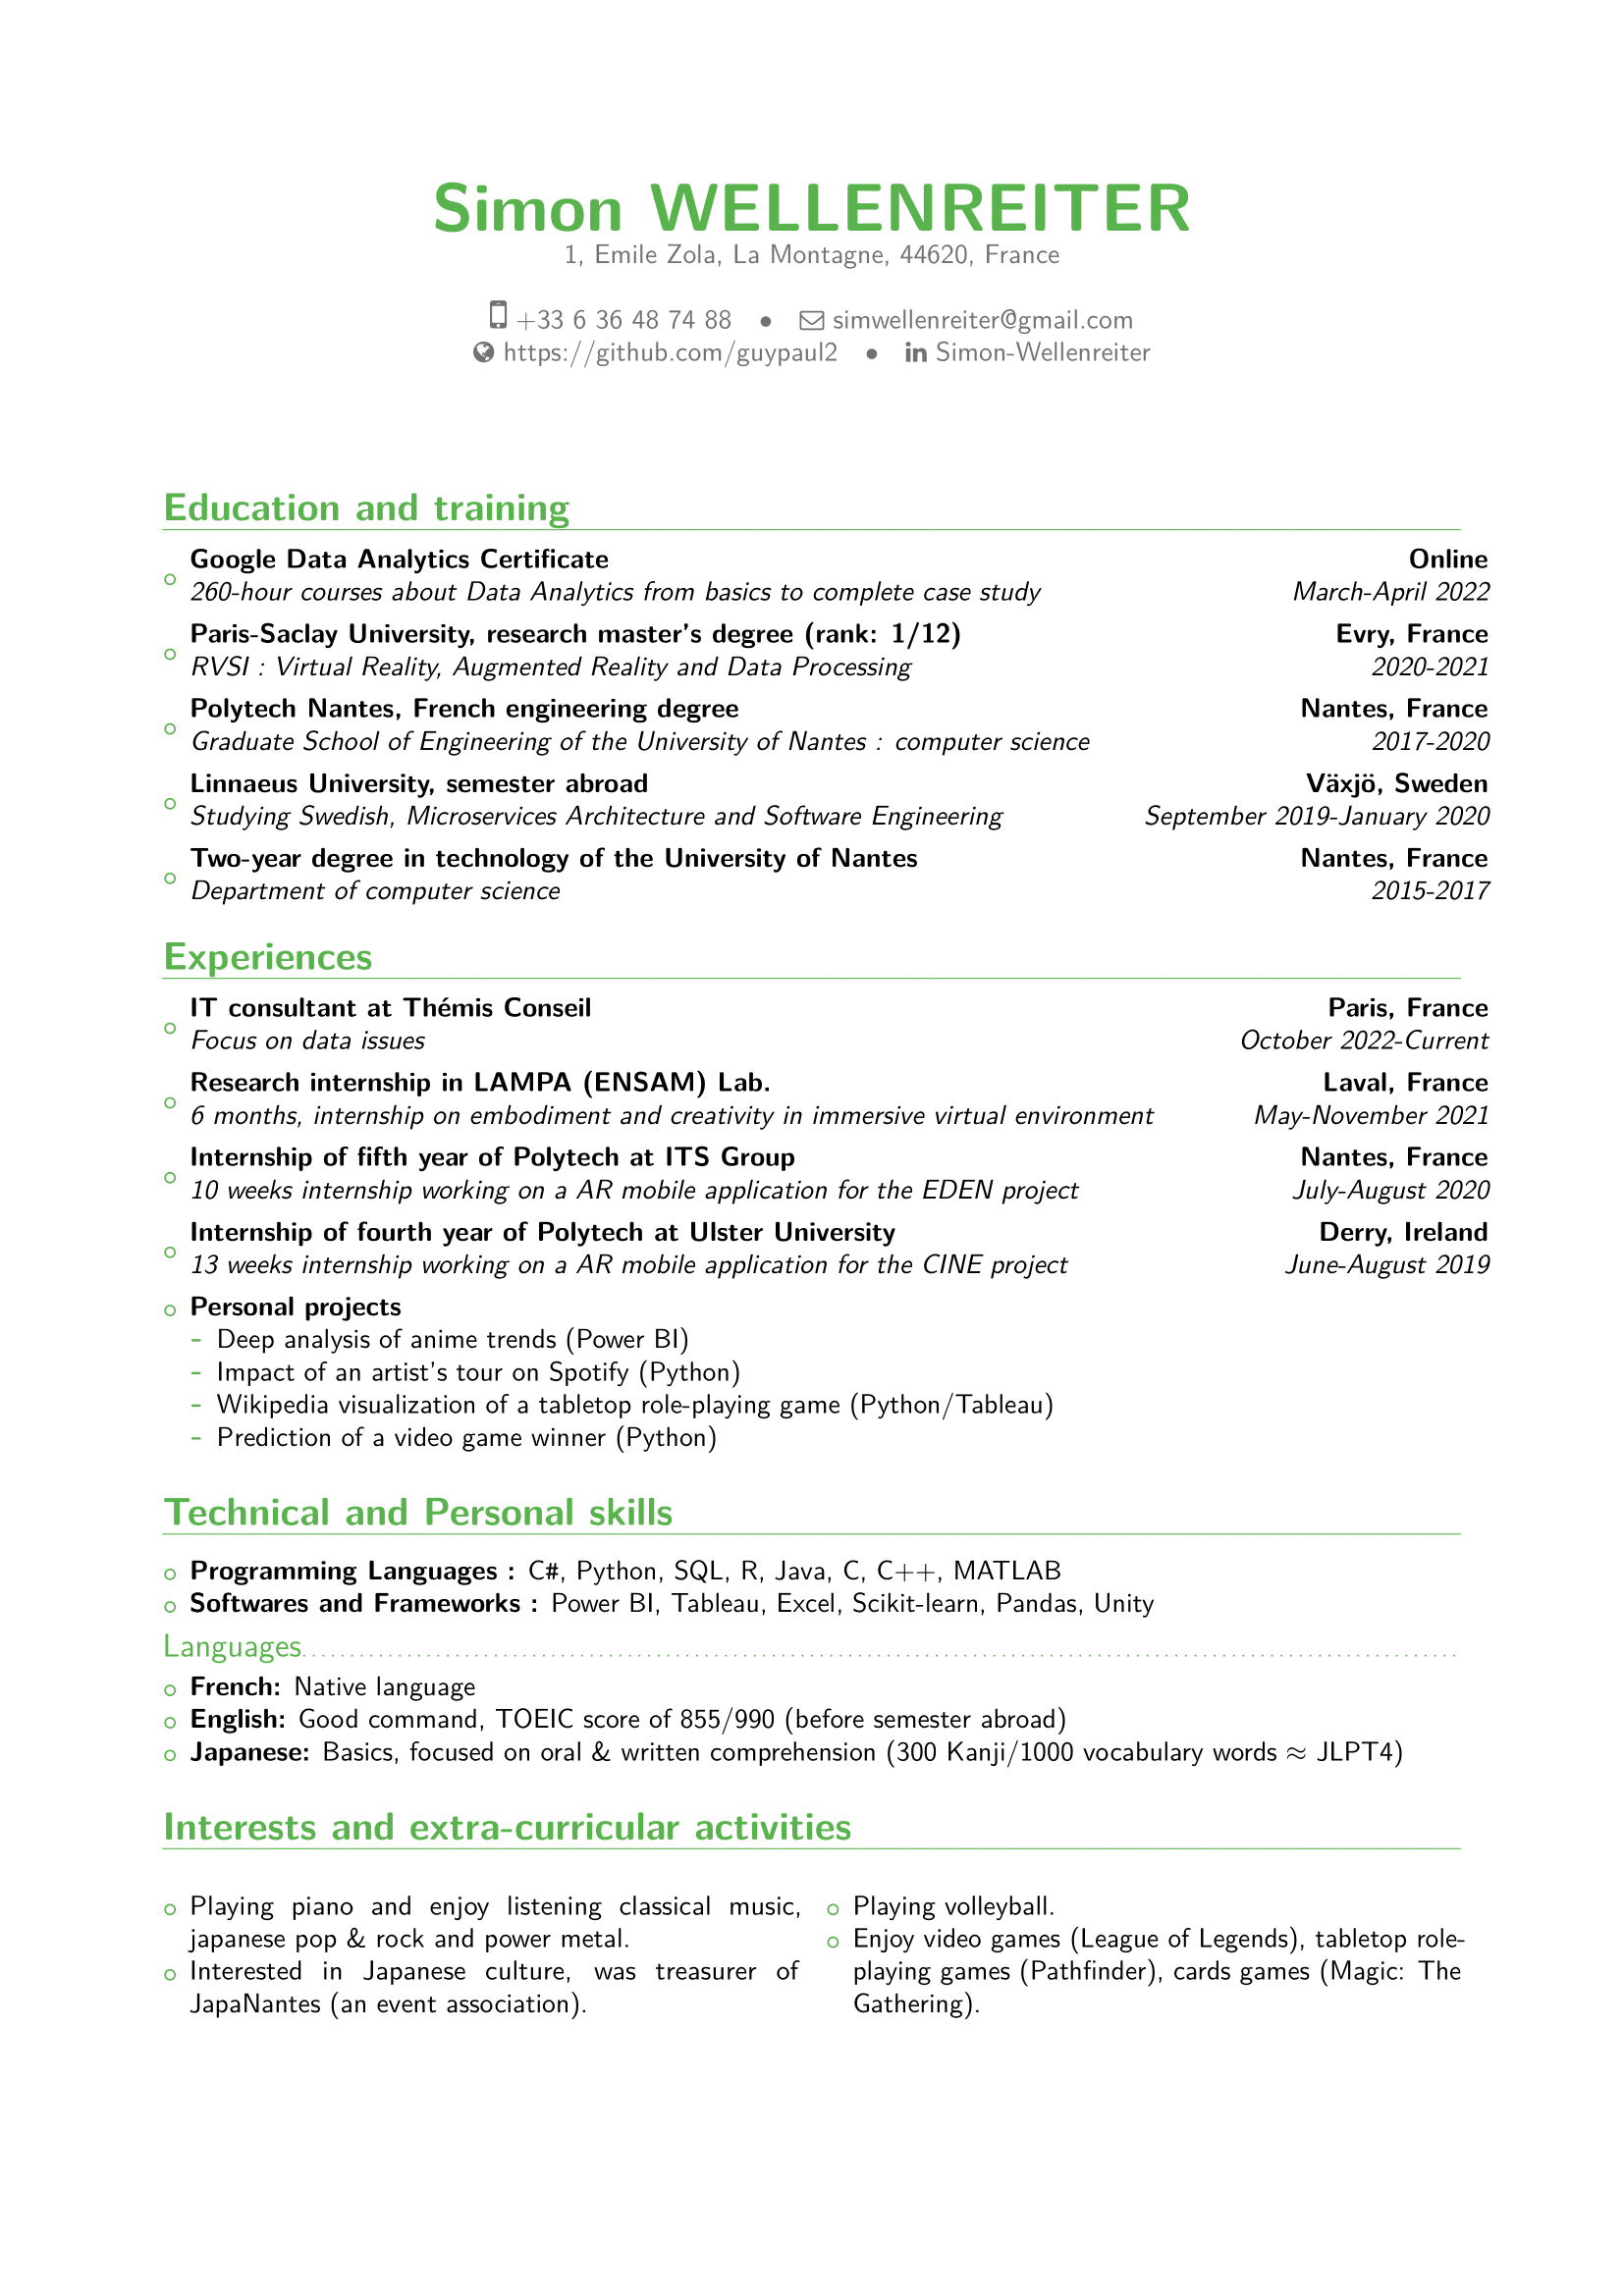 Simon WELLENREITER
1, Emile Zola, La Montagne, 44620, France
+33 6 36 48 74 88 • simwellenreiter@gmail.com
https://github.com/guypaul2 • in Simon-Wellenreiter
Education and training
Google Data Analytics Certificate Online
260-hour courses about Data Analytics from basics to complete case study March-April 2022
Paris-Saclay University, research master's degree (rank: 1/12) Evry, France
RVSI : Virtual Reality, Augmented Reality and Data Processing 2020-2021
Polytech Nantes, French engineering degree Nantes, France
Graduate School of Engineering of the University of Nantes : computer science 2017-2020
Linnaeus University, semester abroad Växjö, Sweden
Studying Swedish, Microservices Architecture and Software Engineering September 2019-January 2020
Two-year degree in technology of the University of Nantes Nantes, France
Department of computer science 2015-2017
Experiences
IT consultant at Thémis Conseil Paris, France
Focus on data issues October 2022-Current
Research internship in LAMPA (ENSAM) Lab. Laval, France
6 months, internship on embodiment and creativity in immersive virtual environment May-November 2021
Internship of fifth year of Polytech at ITS Group Nantes, France
10 weeks internship working on a AR mobile application for the EDEN project July-August 2020
Internship of fourth year of Polytech at Ulster University Derry, Ireland
13 weeks internship working on a AR mobile application for the CINE project June-August 2019
Personal projects
- Deep analysis of anime trends (Power BI)
- Impact of an artist's tour on Spotify (Python)
- Wikipedia visualization of a tabletop role-playing game (Python/Tableau)
- Prediction of a video game winner (Python)
Technical and Personal skills
Programming Languages : C#, Python, SQL, R, Java, C, C++, MATLAB
Softwares and Frameworks : Power BI, Tableau, Excel, Scikit-learn, Pandas, Unity
Languages
French: Native language
English: Good command, TOEIC score of 855/990 (before semester abroad)
Japanese: Basics, focused on oral & written comprehension (300 Kanji/1000 vocabulary words ≈ JLPT4)
Interests and extra-curricular activities
Playing piano and enjoy listening classical music,
japanese pop & rock and power metal.
Interested in Japanese culture, was treasurer of
JapaNantes (an event association).
Playing volleyball.
Enjoy video games (League of Legends), tabletop role-
playing games (Pathfinder), cards games (Magic: The
Gathering).